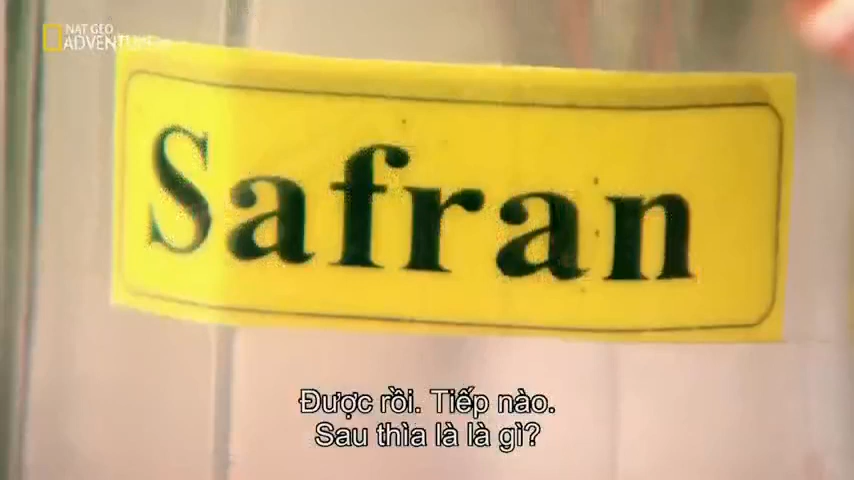 NAT GEO
ADVENTURE
Safran
Được rồi. Tiếp nào.
Sau thìa là là gì?